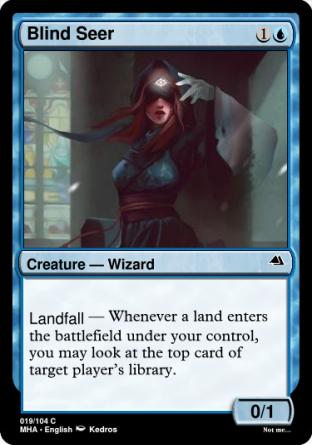 Blind Seer 1
Creature — Wizard
Landfall — Whenever a land enters
the battlefield under your control,
you may look at the top card of
target player's library.
0/1
019/104 C
MHA • English Kedros
Not me...